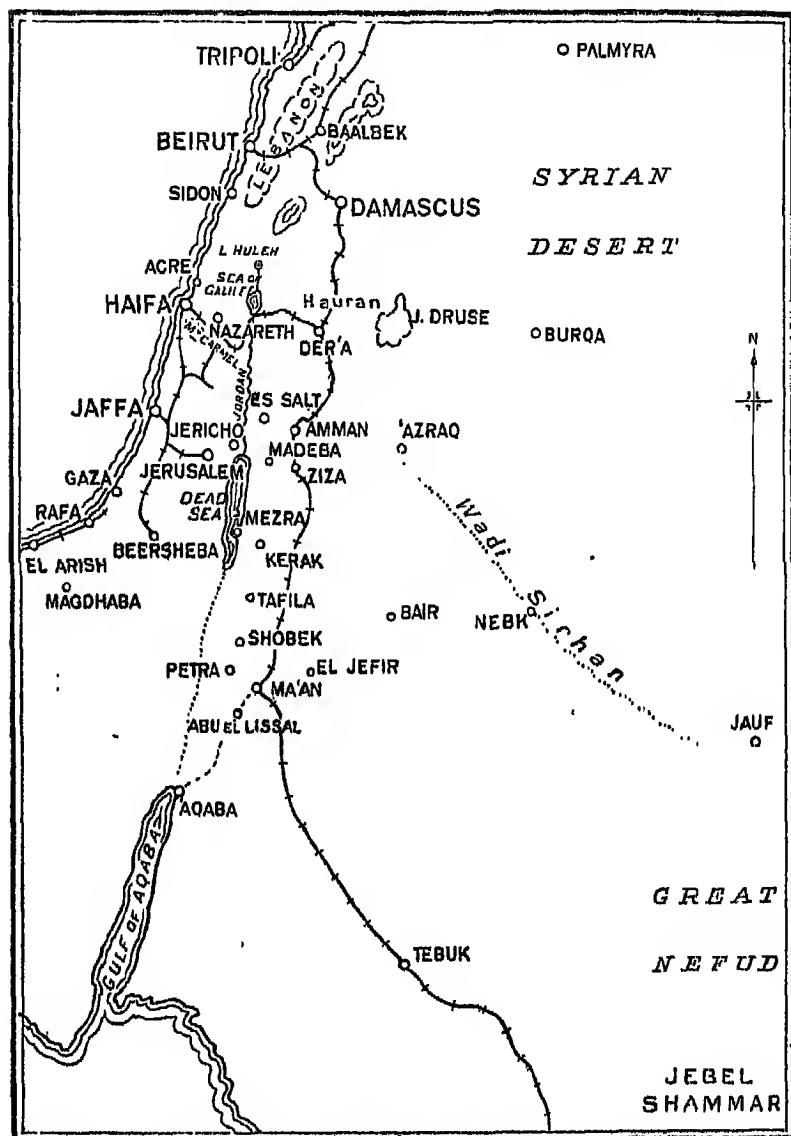 TRIPOLI
PALMYRA
LEBANON
BAALBEK
BEIRUT
SYRIAN
SIDON
DAMASCUS
DESERT
L HULEH
ACRE
SEA OF
GALILEE
HAIFA
Hauran
J. DRUSE
NAZARETH
DER'A
BURQA
N
MT CARMEL
JORDAN
ES SALT
JAFFA
JERICHO
AMMAN
'AZRAQ
MADEBA
JERUSALEM
ZIZA
GAZA
DEAD
SEA
RAFA
MEZRA
BEERSHEBA
KERAK
EL ARISH
MAGDHABA
TAFILA
BAIR
NEBK
Wadi Sirhan
SHOBEK
PETRA
EL JEFIR
MA'AN
ABU EL LISSAL
JAUF
AQABA
GULF OF AQABA
GREAT
NEFUD
TEBUK
JEBEL
SHAMMAR